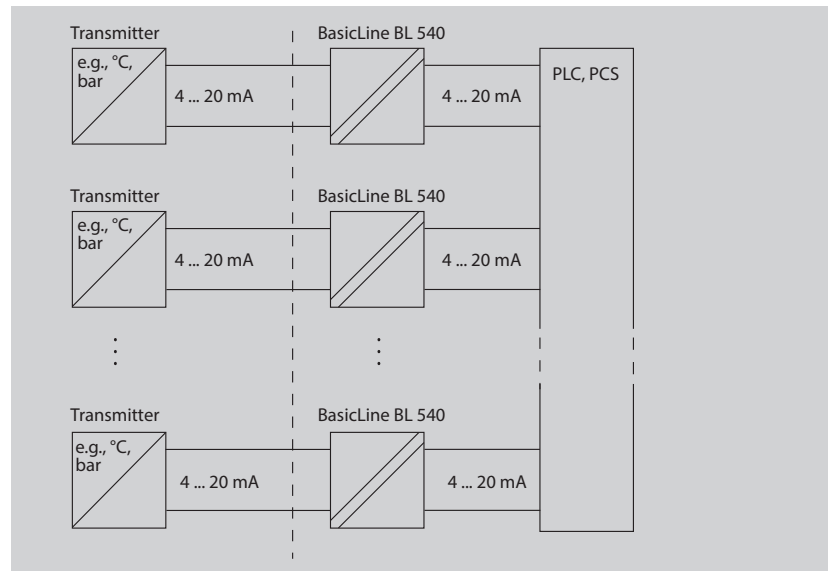 Transmitter
BasicLine BL 540
e.g., °C,
bar
4 ... 20 mA
4 ... 20 mA
PLC, PCS
Transmitter
BasicLine BL 540
e.g., °C,
bar
4 ... 20 mA
4 ... 20 mA
Transmitter
BasicLine BL 540
e.g., °C,
bar
4 ... 20 mA
4 ... 20 mA